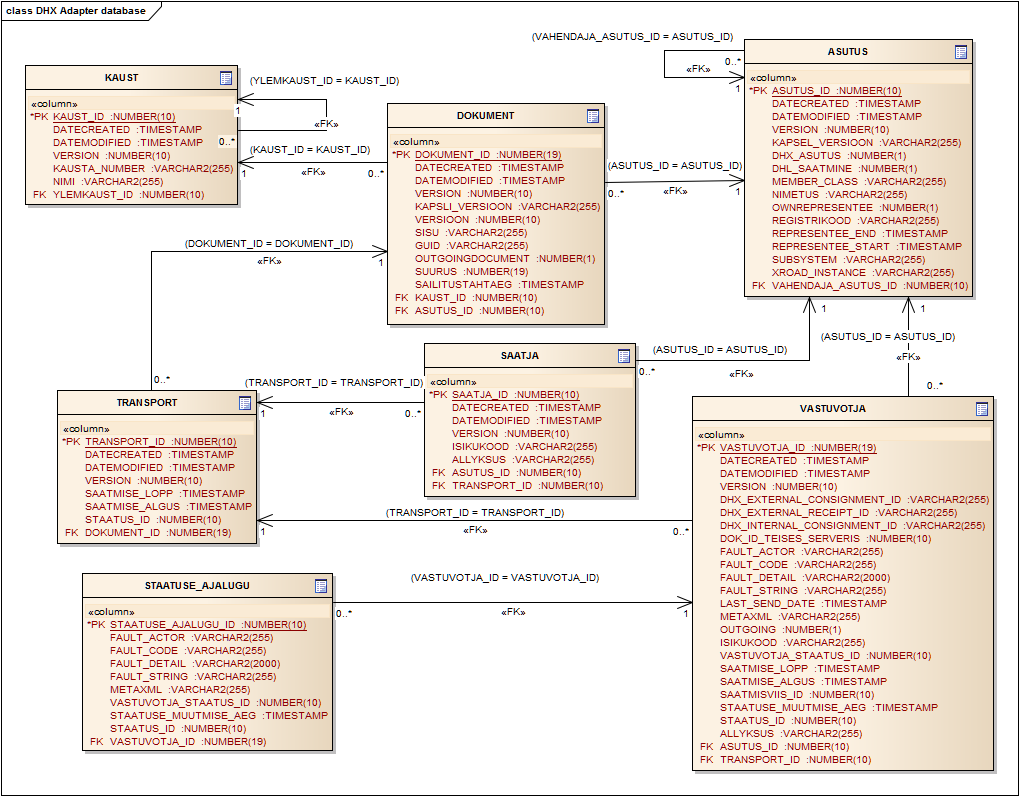 class DHX Adapter database
KAUST
«column»
*PK KAUST_ID :NUMBER(10)
DATECREATED :TIMESTAMP
DATEMODIFIED :TIMESTAMP
VERSION :NUMBER(10)
KAUSTA_NUMBER :VARCHAR2(255)
NIMI :VARCHAR2(255)
FK YLEMKAUST_ID :NUMBER(10)
(YLEMKAUST_ID = KAUST_ID)
1
«FK»
0..*
(KAUST_ID = KAUST_ID)
1
«FK»
0..*
DOKUMENT
«column»
*PK DOKUMENT_ID :NUMBER(19)
DATECREATED :TIMESTAMP
DATEMODIFIED :TIMESTAMP
VERSION :NUMBER(10)
KAPSLI_VERSIOON :VARCHAR2(255)
VERSIOON :NUMBER(10)
SISU :VARCHAR2(255)
GUID :VARCHAR2(255)
OUTGOINGDOCUMENT :NUMBER(1)
SUURUS :NUMBER(19)
SAILITUSTAHTAEG :TIMESTAMP
FK KAUST_ID :NUMBER(10)
FK ASUTUS_ID :NUMBER(10)
(VAHENDAJA_ASUTUS_ID = ASUTUS_ID)
0..*
«FK»
1
ASUTUS
«column»
*PK ASUTUS_ID :NUMBER(10)
DATECREATED :TIMESTAMP
DATEMODIFIED :TIMESTAMP
VERSION :NUMBER(10)
KAPSEL_VERSIOON :VARCHAR2(255)
DHX_ASUTUS :NUMBER(1)
DHL_SAATMINE :NUMBER(1)
MEMBER_CLASS :VARCHAR2(255)
NIMETUS :VARCHAR2(255)
OWNREPRESENTEE :NUMBER(1)
REGISTRIKOOD :VARCHAR2(255)
REPRESENTEE_END :TIMESTAMP
REPRESENTEE_START :TIMESTAMP
SUBSYSTEM :VARCHAR2(255)
XROAD_INSTANCE :VARCHAR2(255)
FK VAHENDAJA_ASUTUS_ID :NUMBER(10)
(ASUTUS_ID = ASUTUS_ID)
0..*
«FK»
1
(DOKUMENT_ID = DOKUMENT_ID)
«FK»
1
0..*
SAATJA
«column»
*PK SAATJA_ID :NUMBER(10)
DATECREATED :TIMESTAMP
DATEMODIFIED :TIMESTAMP
VERSION :NUMBER(10)
ISIKUKOOD :VARCHAR2(255)
ALLYKSUS :VARCHAR2(255)
FK ASUTUS_ID :NUMBER(10)
FK TRANSPORT_ID :NUMBER(10)
(ASUTUS_ID = ASUTUS_ID)
0..*
«FK»
1
(ASUTUS_ID = ASUTUS_ID)
1
«FK»
0..*
(TRANSPORT_ID = TRANSPORT_ID)
1
«FK»
0..*
TRANSPORT
«column»
*PK TRANSPORT_ID :NUMBER(10)
DATECREATED :TIMESTAMP
DATEMODIFIED :TIMESTAMP
VERSION :NUMBER(10)
SAATMISE_LOPP :TIMESTAMP
SAATMISE_ALGUS :TIMESTAMP
STAATUS_ID :NUMBER(10)
FK DOKUMENT_ID :NUMBER(19)
(TRANSPORT_ID = TRANSPORT_ID)
1
«FK»
0..*
VASTUVOTJA
«column»
*PK VASTUVOTJA_ID :NUMBER(19)
DATECREATED :TIMESTAMP
DATEMODIFIED :TIMESTAMP
VERSION :NUMBER(10)
DHX_EXTERNAL_CONSIGNMENT_ID :VARCHAR2(255)
DHX_EXTERNAL_RECEIPT_ID :VARCHAR2(255)
DHX_INTERNAL_CONSIGNMENT_ID :VARCHAR2(255)
DOK_ID_TEISES_SERVERIS :NUMBER(10)
FAULT_ACTOR :VARCHAR2(255)
FAULT_CODE :VARCHAR2(255)
FAULT_DETAIL :VARCHAR2(2000)
FAULT_STRING :VARCHAR2(255)
LAST_SEND_DATE :TIMESTAMP
METAXML :VARCHAR2(255)
OUTGOING :NUMBER(1)
ISIKUKOOD :VARCHAR2(255)
VASTUVOTJA_STAATUS_ID :NUMBER(10)
SAATMISE_LOPP :TIMESTAMP
SAATMISE_ALGUS :TIMESTAMP
SAATMISVIIS_ID :NUMBER(10)
STAATUSE_MUUTMISE_AEG :TIMESTAMP
STAATUS_ID :NUMBER(10)
ALLYKSUS :VARCHAR2(255)
FK ASUTUS_ID :NUMBER(10)
FK TRANSPORT_ID :NUMBER(10)
STAATUSE_AJALUGU
«column»
*PK STAATUSE_AJALUGU_ID :NUMBER(10)
FAULT_ACTOR :VARCHAR2(255)
FAULT_CODE :VARCHAR2(255)
FAULT_DETAIL :VARCHAR2(2000)
FAULT_STRING :VARCHAR2(255)
METAXML :VARCHAR2(255)
VASTUVOTJA_STAATUS_ID :NUMBER(10)
STAATUSE_MUUTMISE_AEG :TIMESTAMP
STAATUS_ID :NUMBER(10)
FK VASTUVOTJA_ID :NUMBER(19)
(VASTUVOTJA_ID = VASTUVOTJA_ID)
0..*
«FK»
1